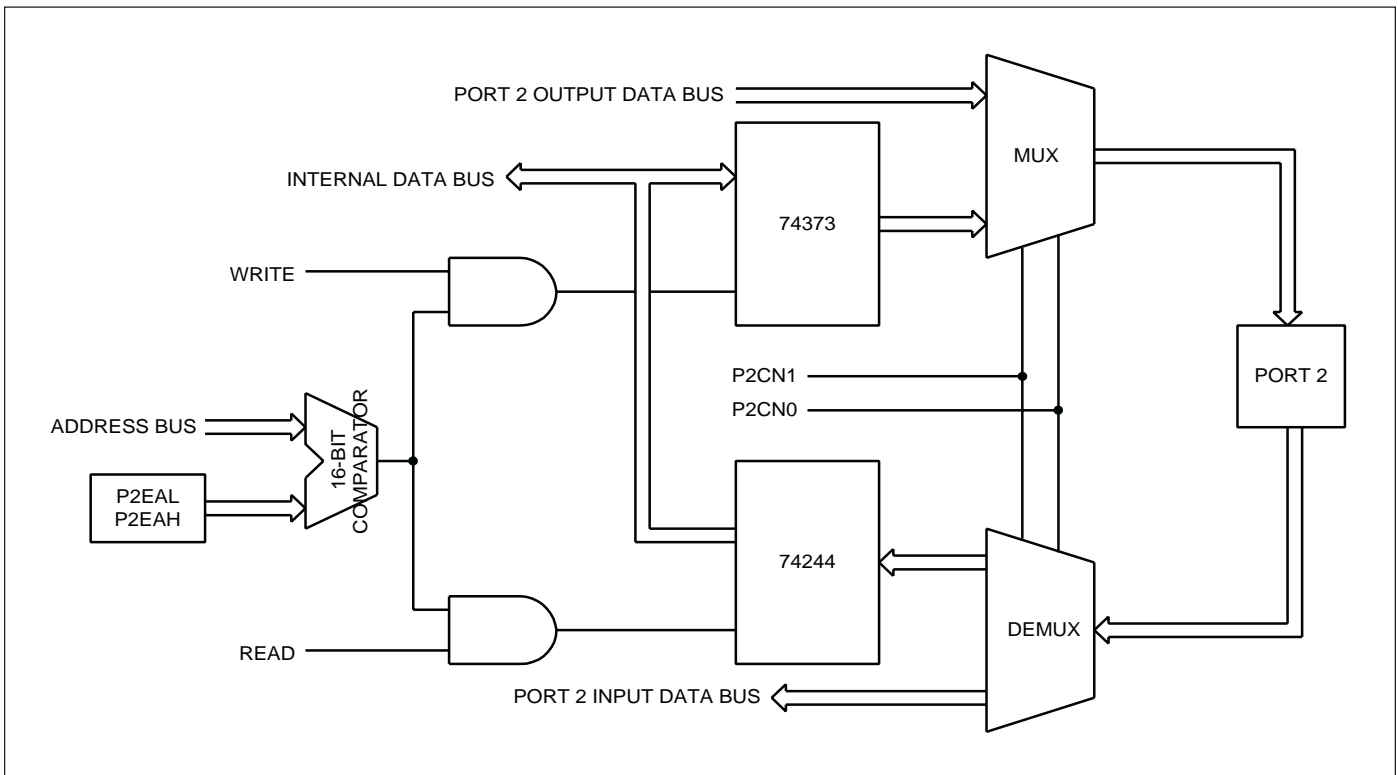 PORT 2 OUTPUT DATA BUS
MUX
INTERNAL DATA BUS
74373
WRITE
P2CN1
PORT 2
P2CN0
ADDRESS BUS
16-BIT
COMPARATOR
P2EAL
P2EAH
74244
DEMUX
READ
PORT 2 INPUT DATA BUS